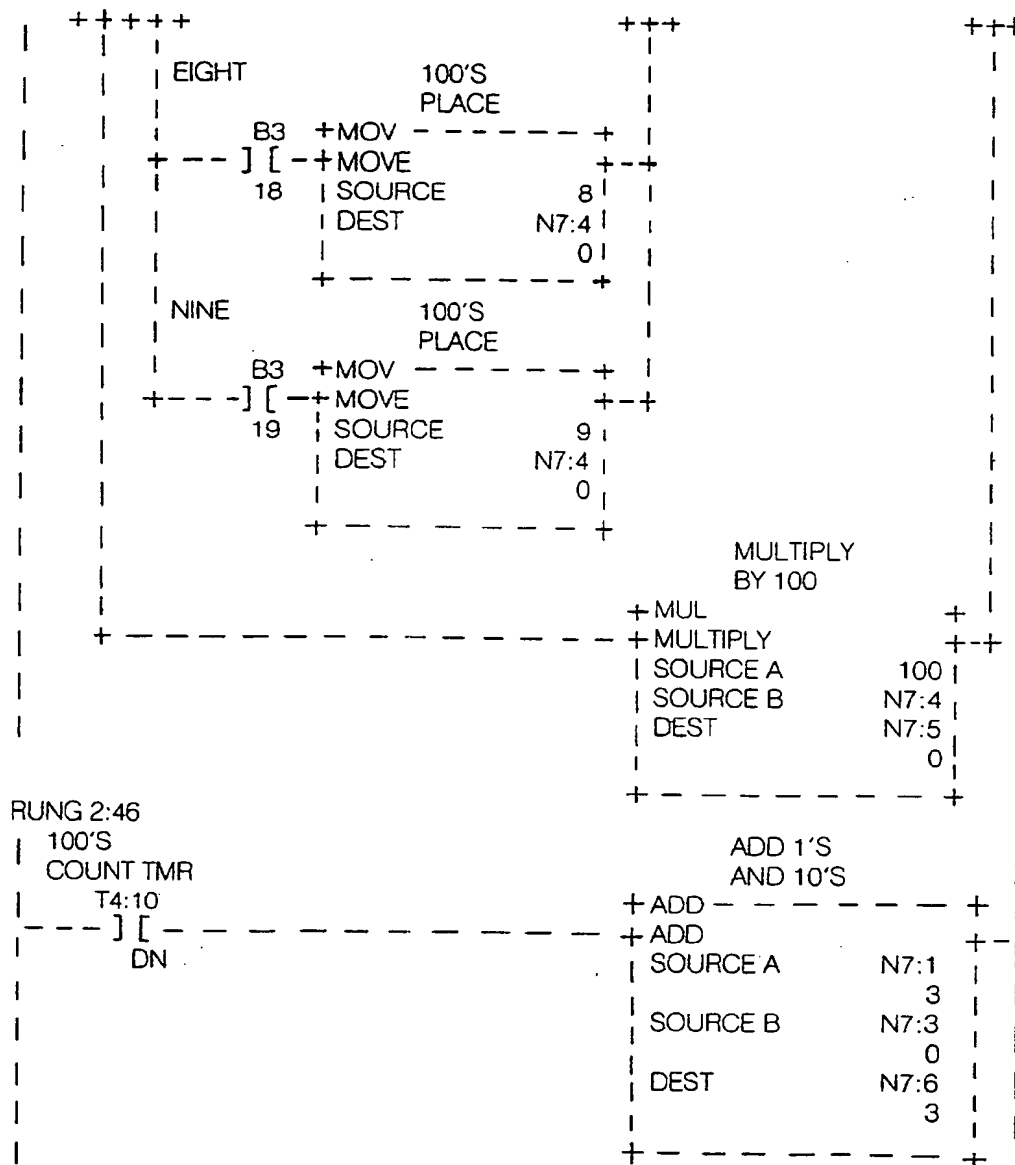 EIGHT
100'S
PLACE
B3
MOV
] [
MOVE
18
SOURCE 8
DEST N7:4
0
NINE
100'S
PLACE
B3
MOV
] [
MOVE
19
SOURCE 9
DEST N7:4
0
MULTIPLY
BY 100
MUL
MULTIPLY
SOURCE A 100
SOURCE B N7:4
DEST N7:5
0
RUNG 2:46
100'S
COUNT TMR
T4:10
] [
DN
ADD 1'S
AND 10'S
ADD
ADD
SOURCE A N7:1
3
SOURCE B N7:3
0
DEST N7:6
3